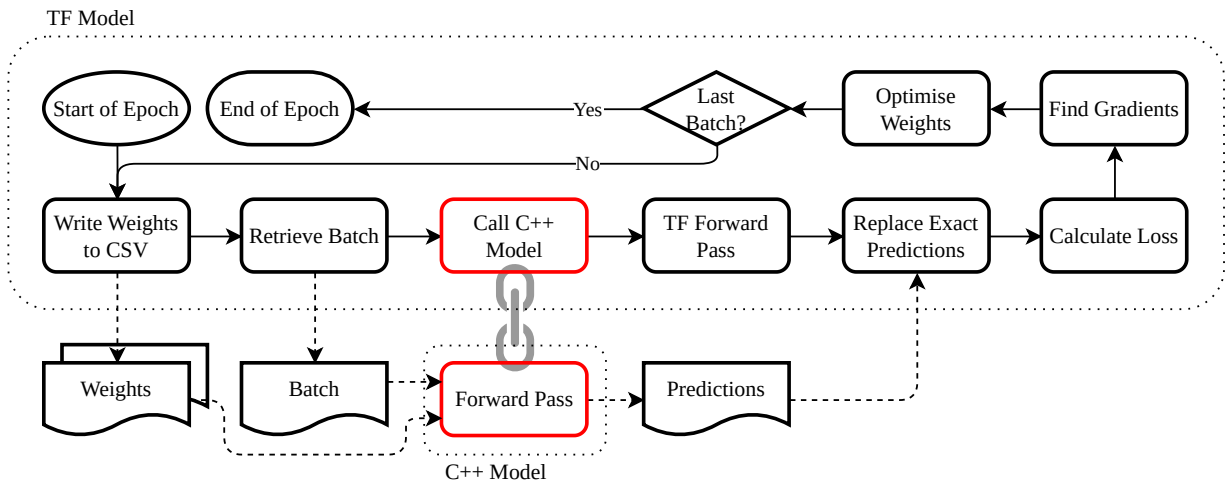 TF Model
Start of Epoch
End of Epoch
Yes
Last
Batch?
Optimise
Weights
Find Gradients
No
Write Weights
to CSV
Retrieve Batch
Call C++
Model
TF Forward
Pass
Replace Exact
Predictions
Calculate Loss
Weights
Batch
Forward Pass
Predictions
C++ Model